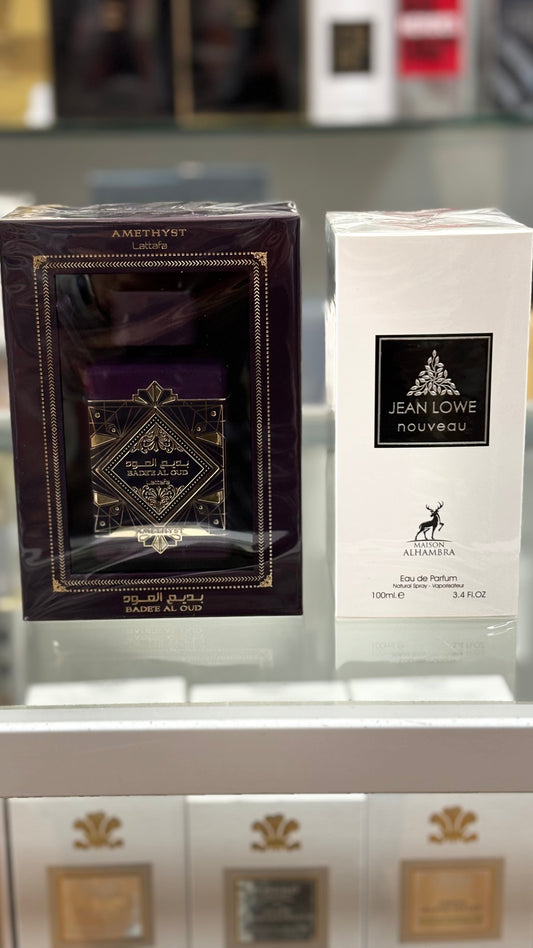 AMETHYST
Lattafa
بديع العود
BADE'E AL OUD
Lattafa
AMETHYST
بديع العود
BADE'E AL OUD
JEAN LOWE
nouveau
MAISON
ALHAMBRA
Eau de Parfum
Natural Spray - Vaporisateur
100ml.e 3.4 FL.OZ